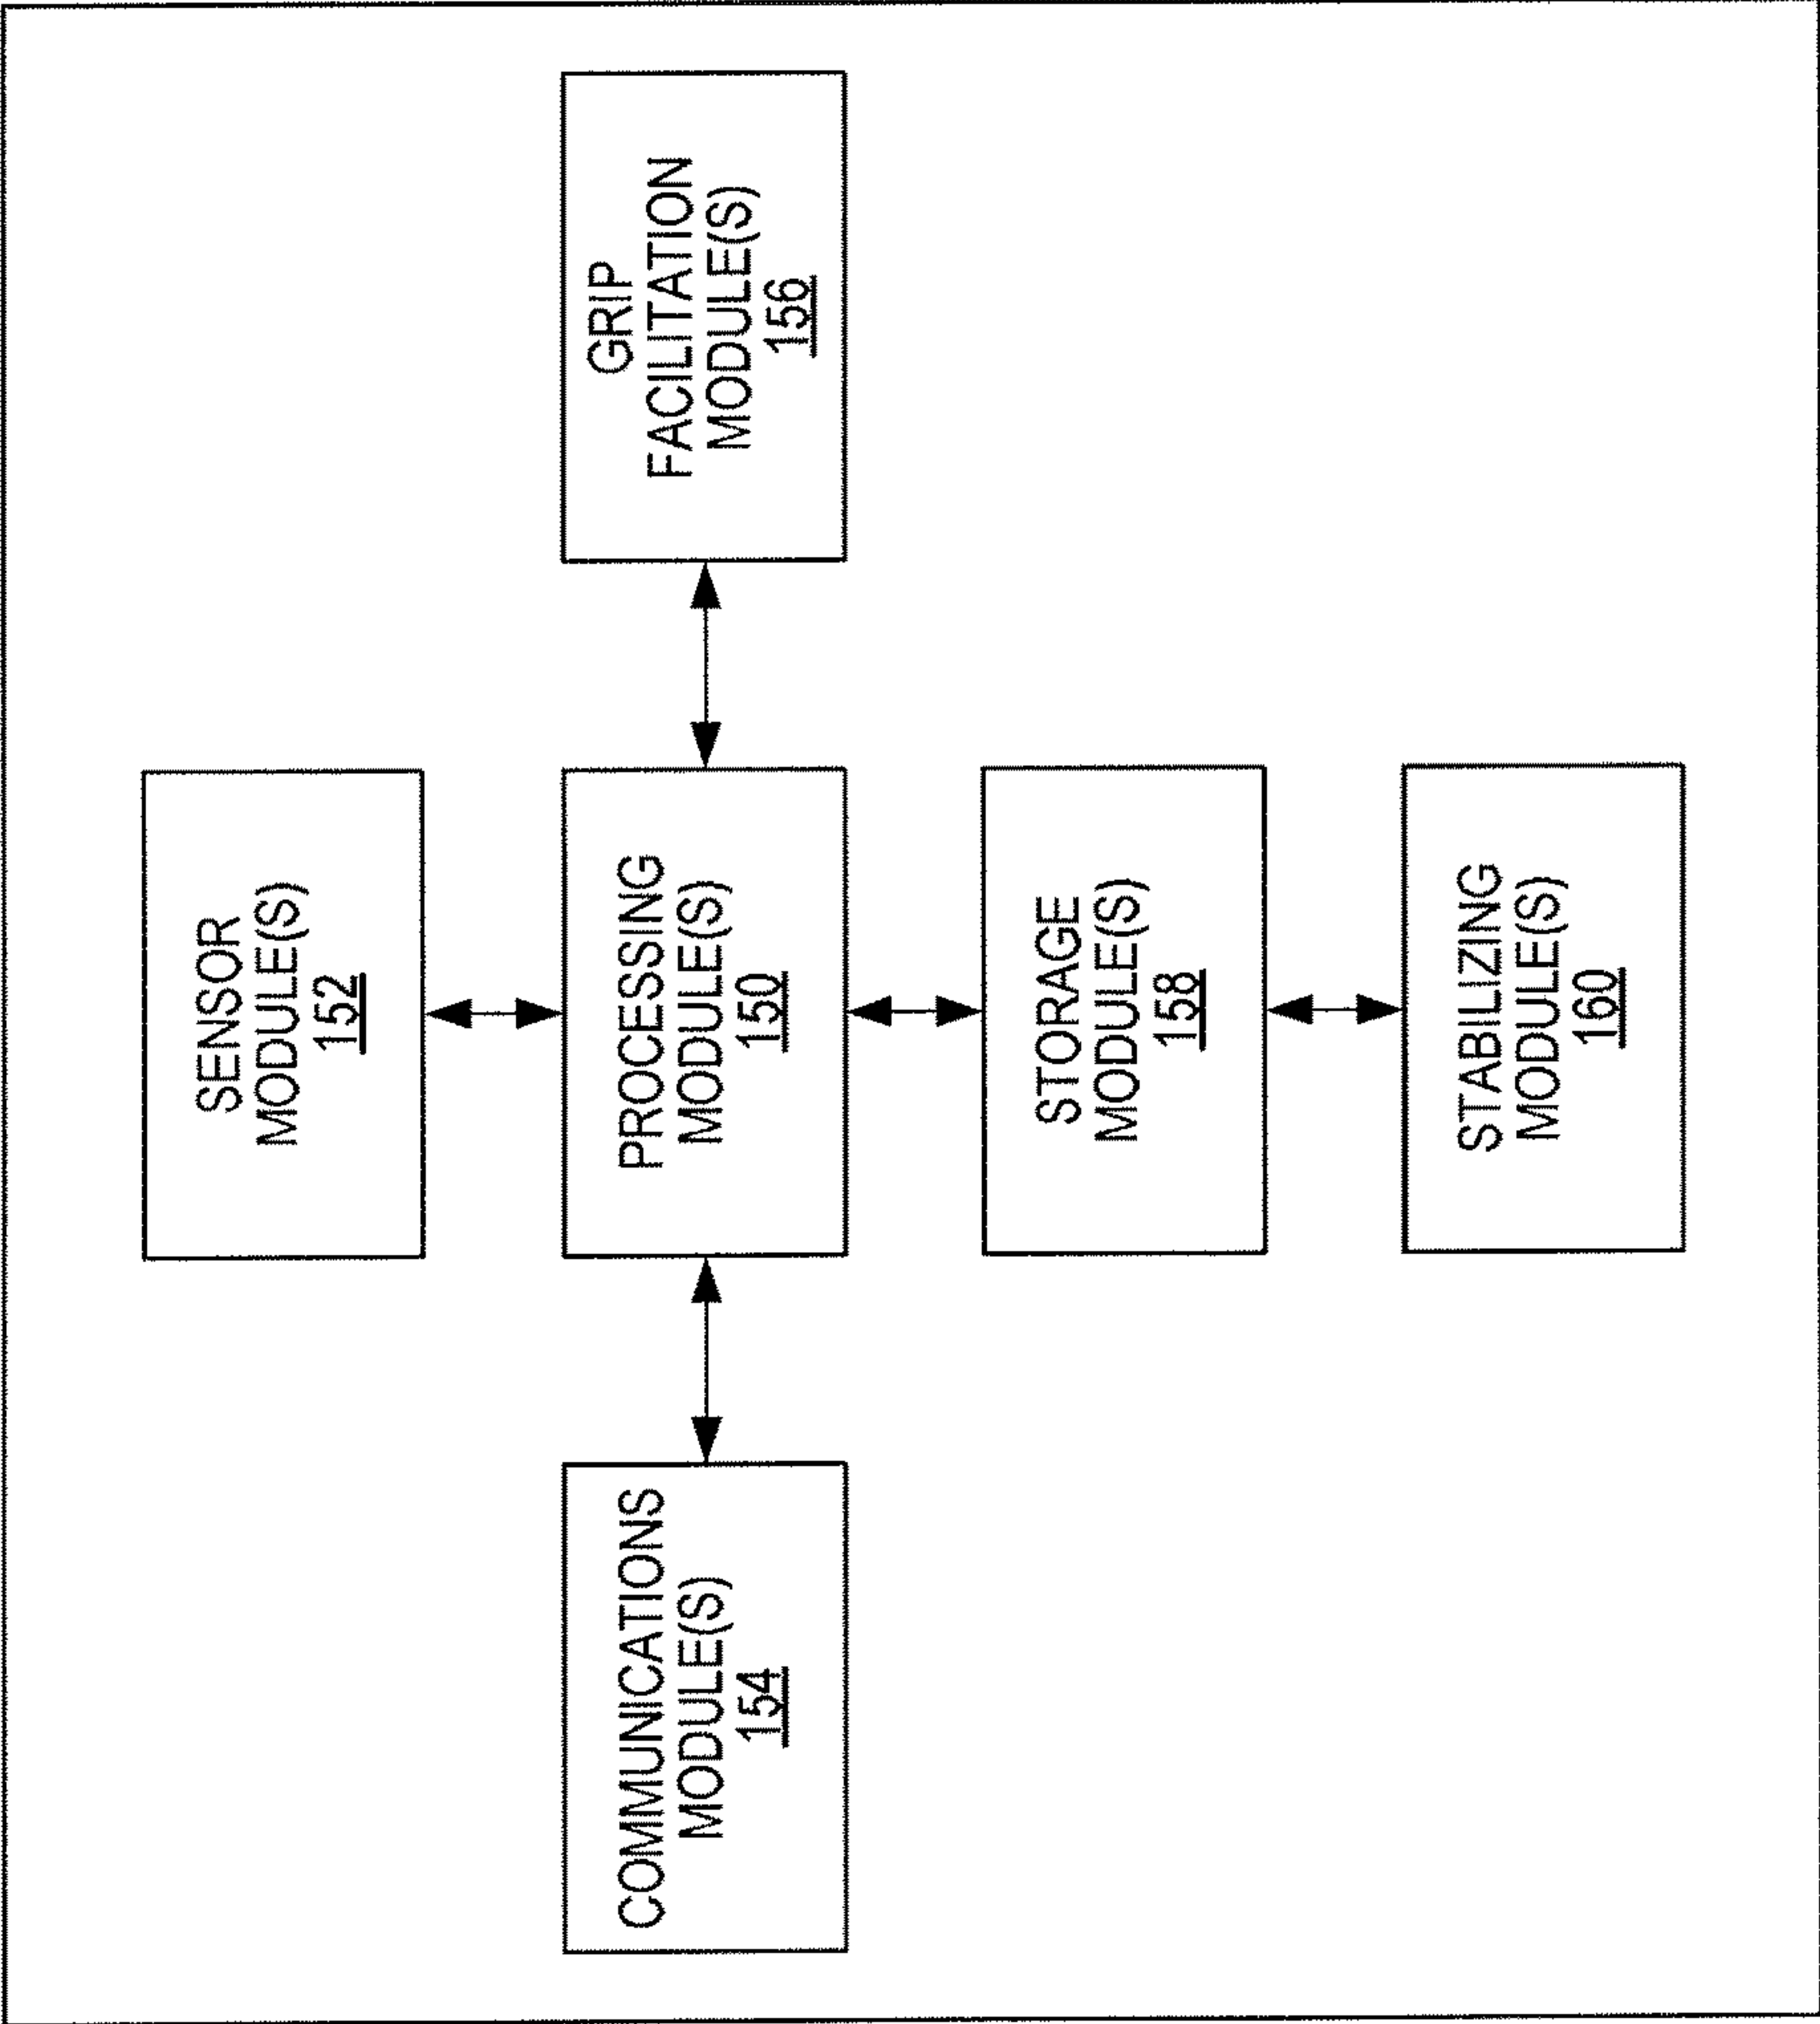 SENSOR
MODULE(S)
152
COMMUNICATIONS
MODULE(S)
154
PROCESSING
MODULE(S)
150
GRIP
FACILITATION
MODULE(S)
156
STORAGE
MODULE(S)
158
STABILIZING
MODULE(S)
160